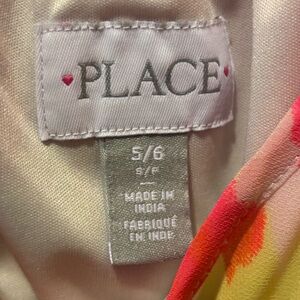 PLACE
5/6
S/P
MADE IN
INDIA
FABRIQUÉ
EN INDE